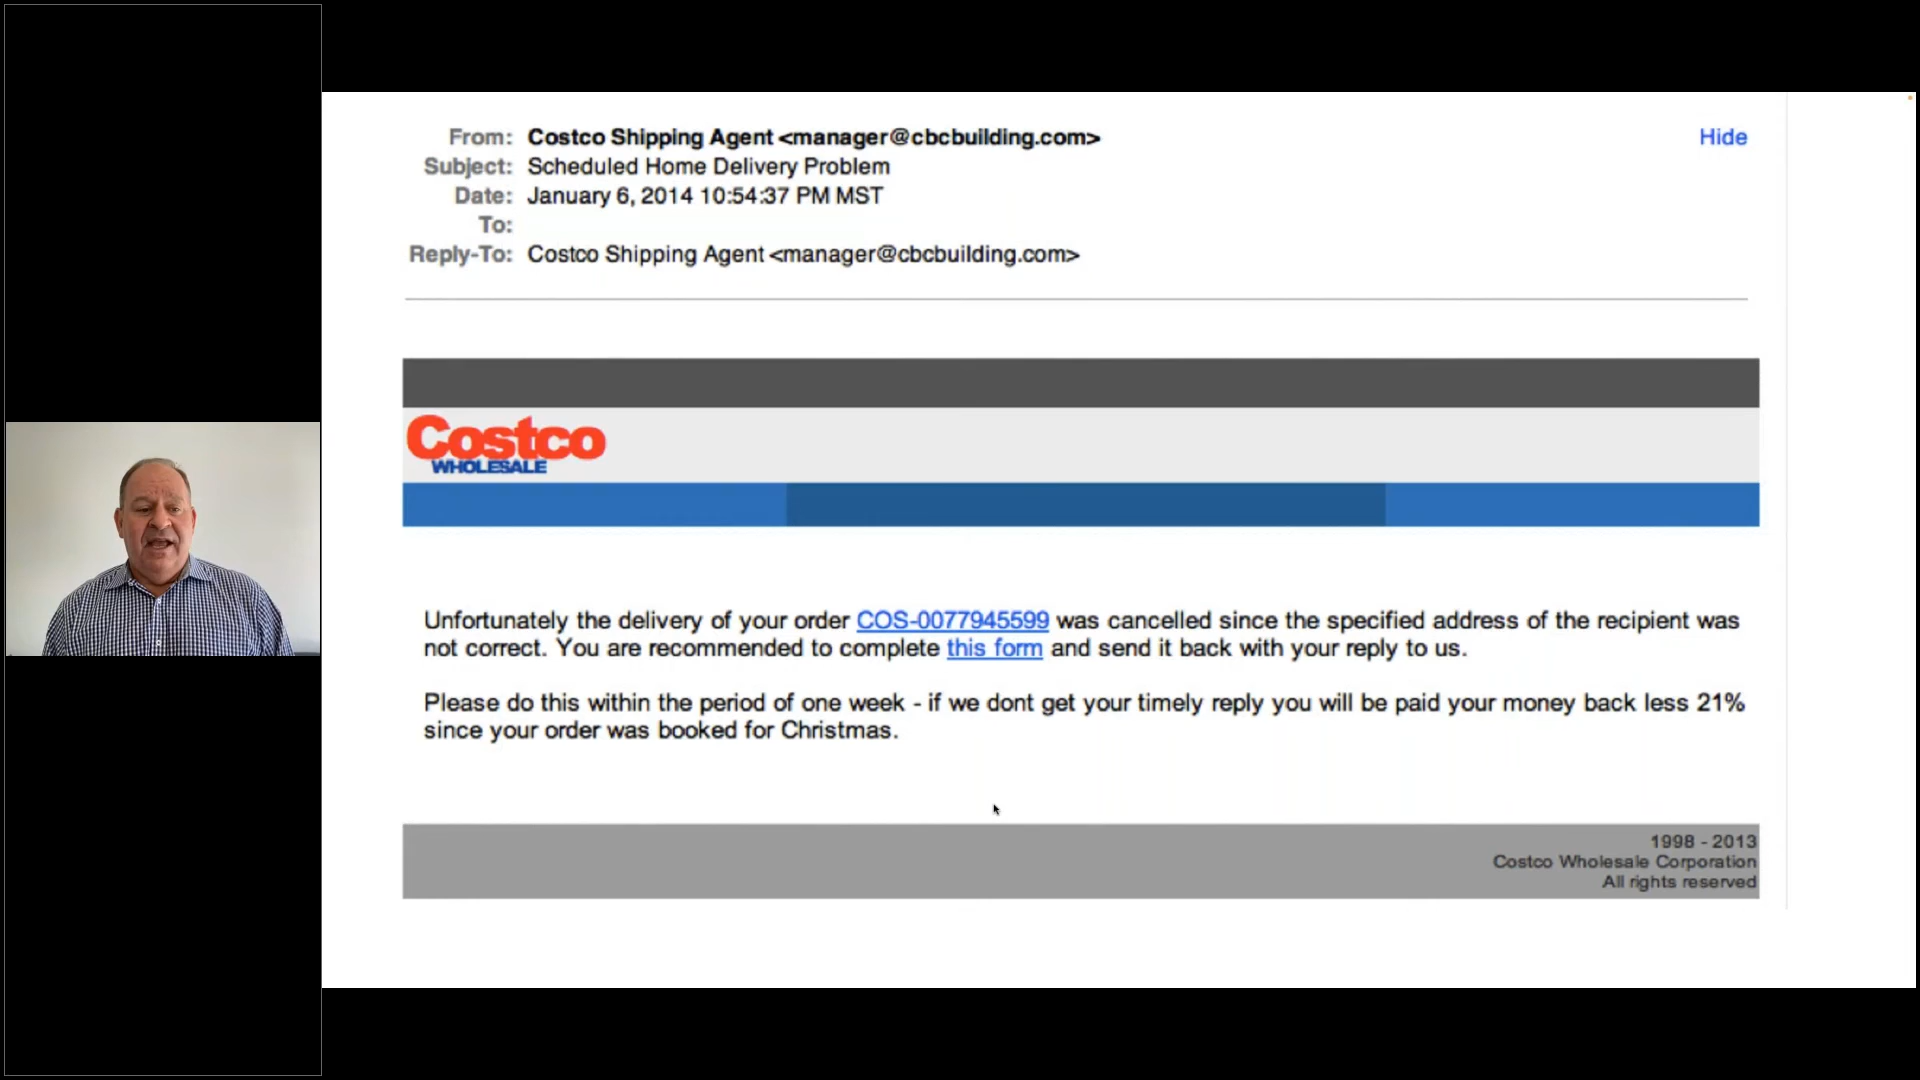 From: Costco Shipping Agent <manager@cbcbuilding.com>
Hide
Subject: Scheduled Home Delivery Problem
Date: January 6, 2014 10:54:37 PM MST
To:
Reply-To: Costco Shipping Agent <manager@cbcbuilding.com>
Costco
WHOLESALE
Unfortunately the delivery of your order COS-0077945599 was cancelled since the specified address of the recipient was
not correct. You are recommended to complete this form and send it back with your reply to us.
Please do this within the period of one week - if we dont get your timely reply you will be paid your money back less 21%
since your order was booked for Christmas.
1998 - 2013
Costco Wholesale Corporation
All rights reserved